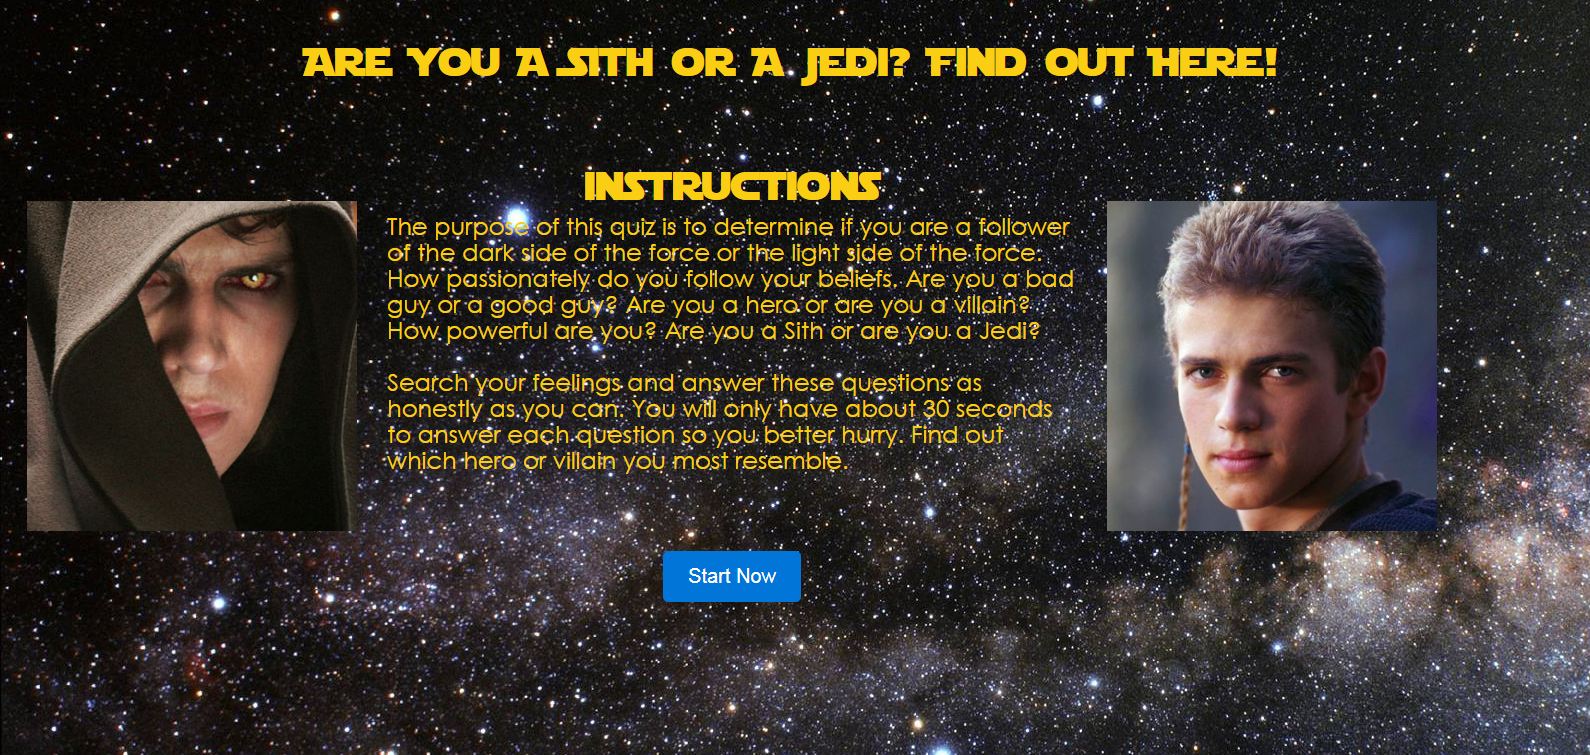 Are You A Sith or A Jedi? Find out Here!
Instructions
The purpose of this quiz is to determine if you are a follower
of the dark side of the force or the light side of the force.
How passionately do you follow your beliefs. Are you a bad
guy or a good guy? Are you a hero or are you a villain?
How powerful are you? Are you a Sith or are you a Jedi?
Search your feelings and answer these questions as
honestly as you can. You will only have about 30 seconds
to answer each question so you better hurry. Find out
which hero or villain you most resemble.
Start Now